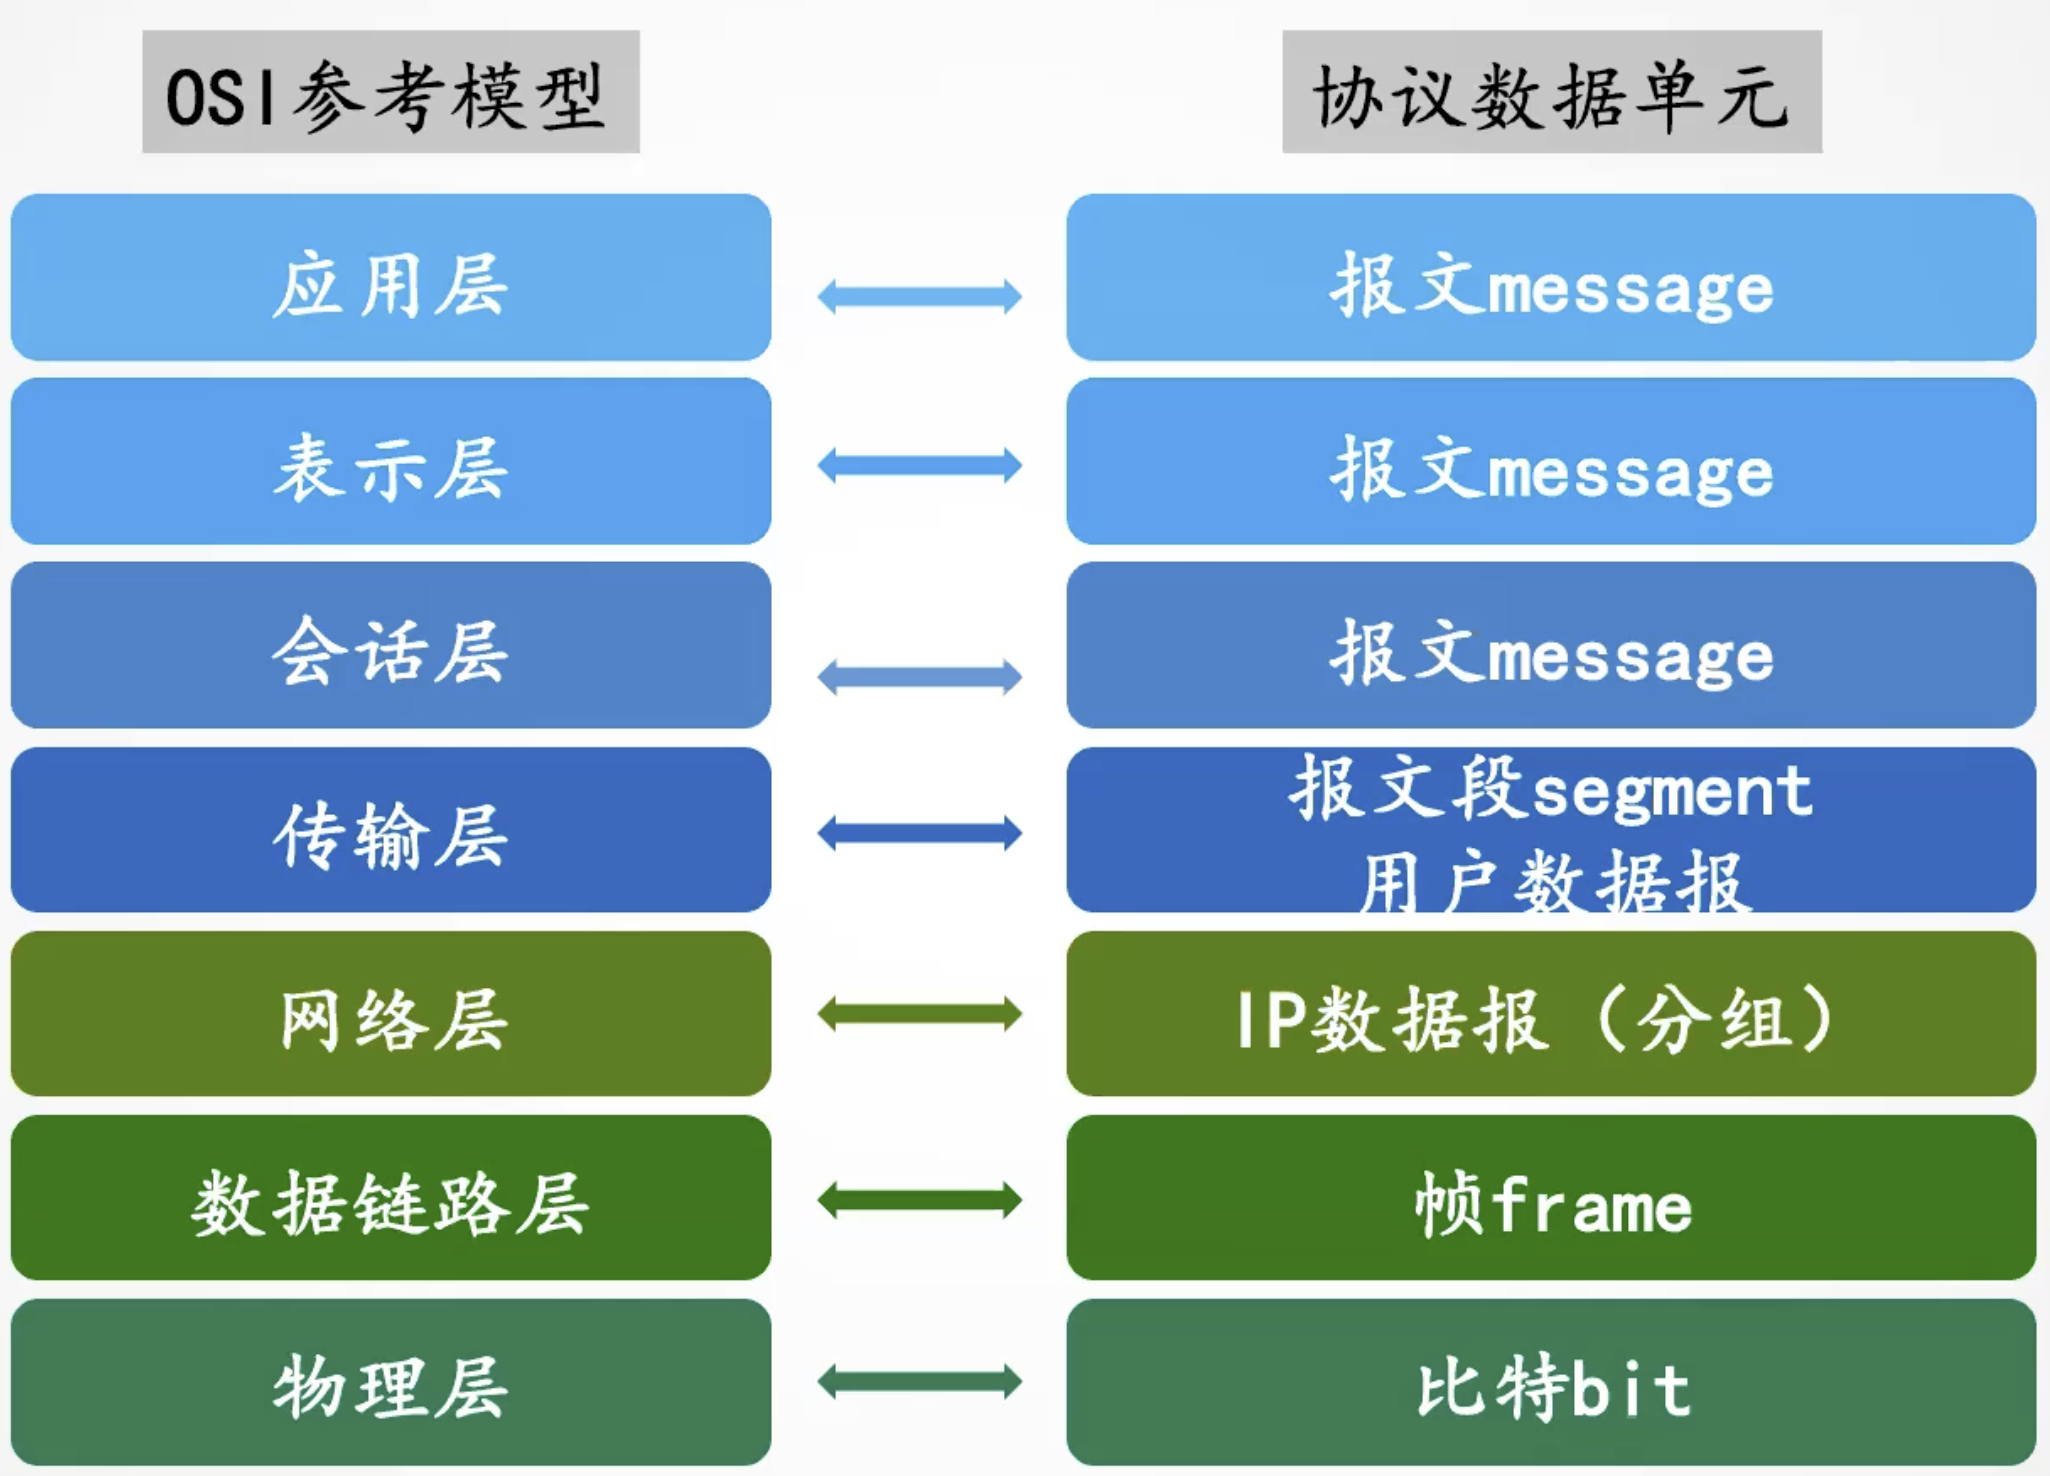 OSI参考模型
协议数据单元
应用层
报文message
表示层
报文message
会话层
报文message
传输层
报文段segment
用户数据报
网络层
IP数据报（分组）
数据链路层
帧frame
物理层
比特bit